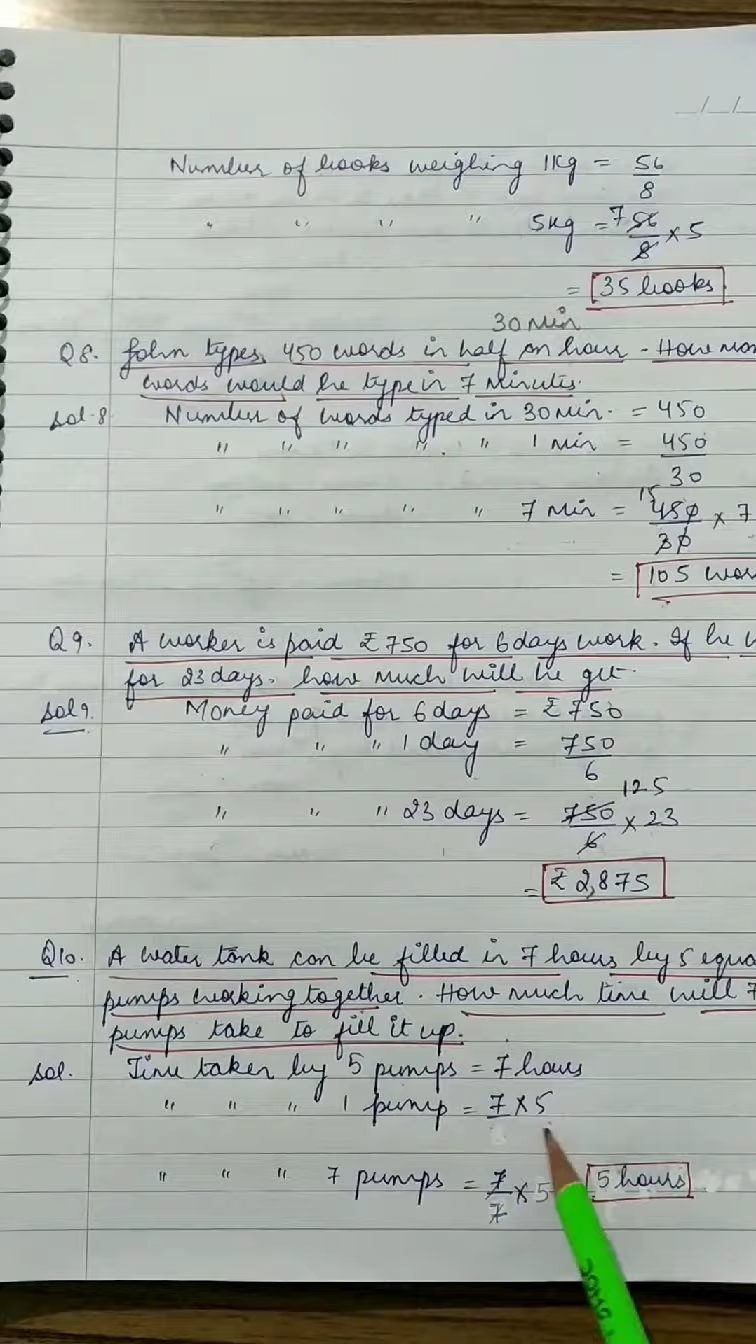 _/_/_
Number of books weighing 1Kg = 56/8
" " " " 5Kg = 7 56/8 × 5
= 35 books
30 Min
Q8. John types 450 words in half an hour. How man
words would he type in 7 Minutes.
Sol 8. Number of words typed in 30 Min. = 450
" " " " " 1 Min = 450/30
" " " " " 7 Min = 15 450/30 × 7
= 105 wor
Q9. A worker is paid ₹750 for 6 days work. If he w
for 23 days. how much will he get.
Sol 9. Money paid for 6 days = ₹750
" " " 1 day = 750/6
125
" " " 23 days = 750/6 × 23
= ₹2,875
Q10. A water tank can be filled in 7 hours by 5 equa
pumps working together. How much time will 7
pumps take to fill it up.
Sol. Time taken by 5 pumps = 7 hours
" " " 1 pump = 7 × 5
" " " 7 pumps = 7/7 × 5 5 hours